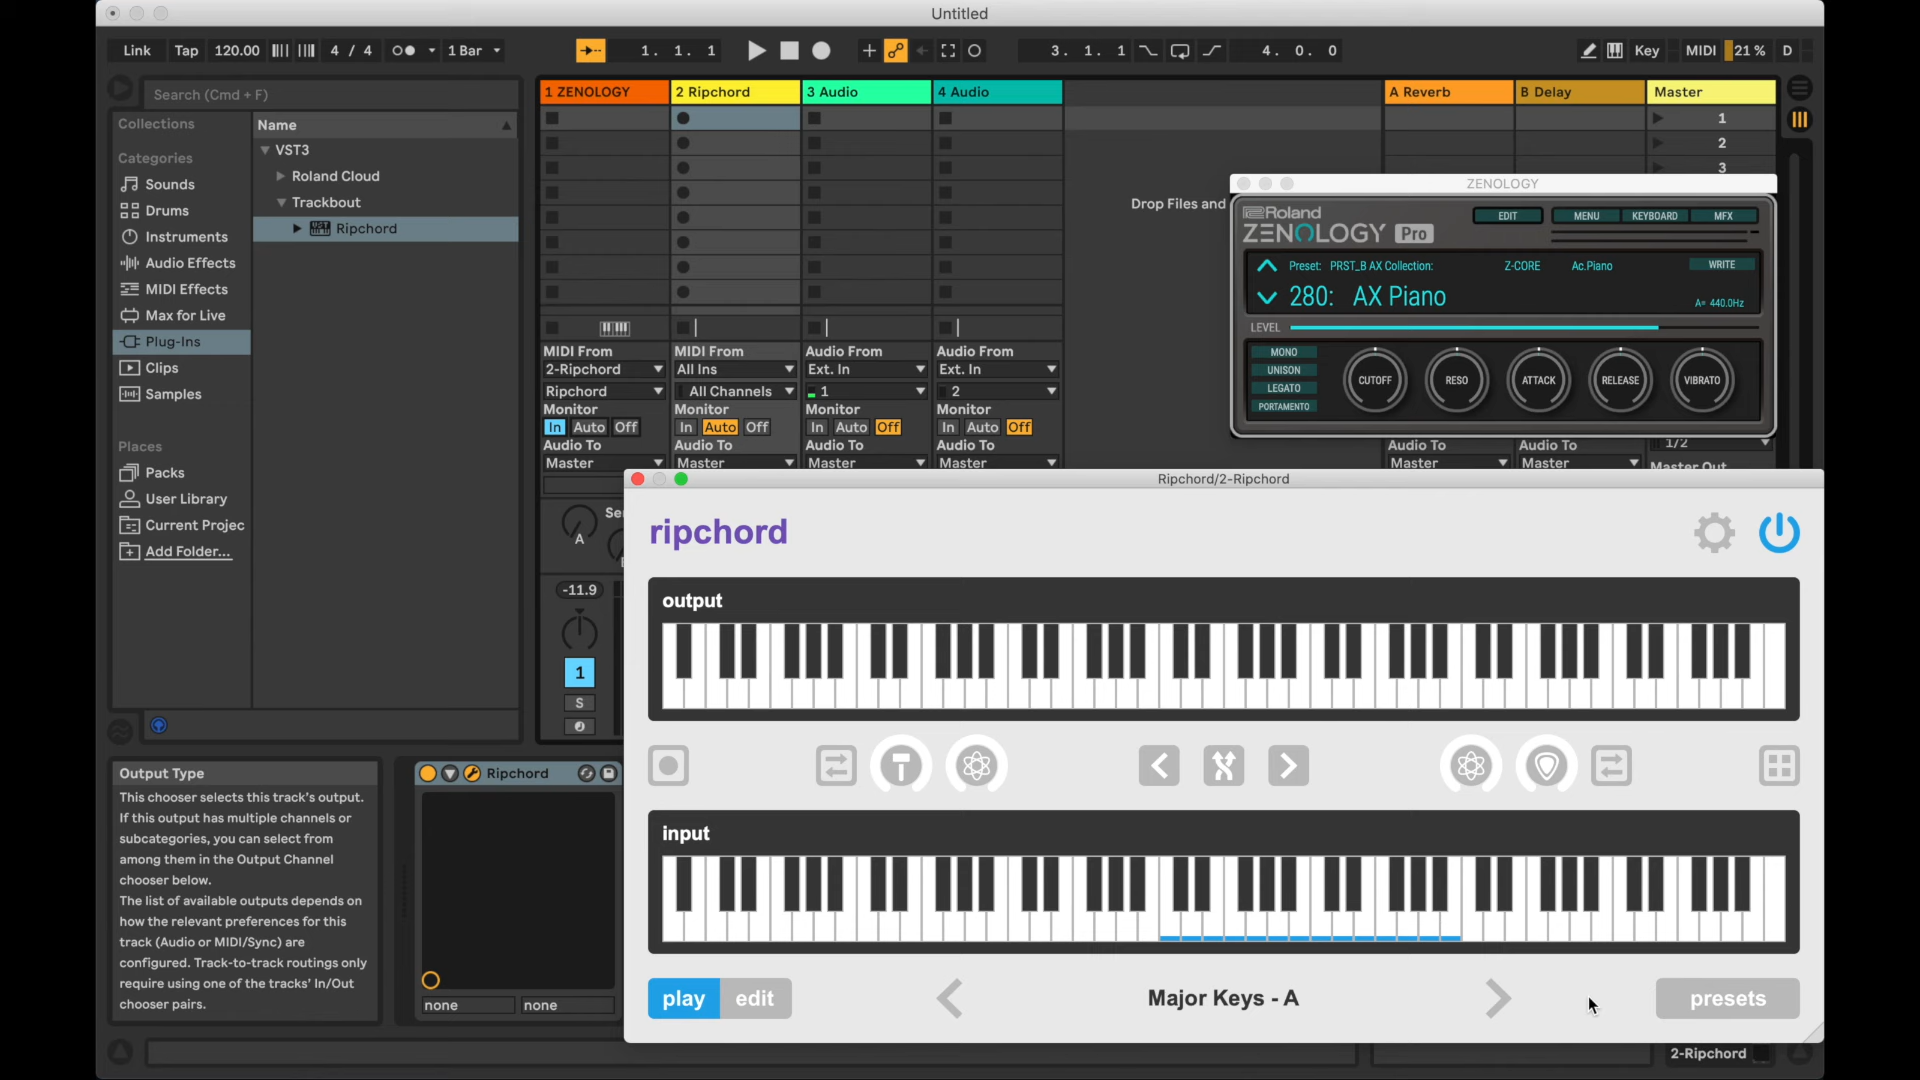 Untitled
Link Tap 120.00 4 / 4 1 Bar 1. 1. 1 3. 1. 1 4. 0. 0 Key MIDI 21 % D
Search (Cmd + F)
Collections
Categories
Sounds
Drums
Instruments
Audio Effects
MIDI Effects
Max for Live
Plug-Ins
Clips
Samples
Places
Packs
User Library
Current Projec
Add Folder...
Name
VST3
Roland Cloud
Trackbout
Ripchord
1 ZENOLOGY 2 Ripchord 3 Audio 4 Audio A Reverb B Delay Master
1
2
3
Drop Files and
MIDI From MIDI From Audio From Audio From
2-Ripchord All Ins Ext. In Ext. In
Ripchord All Channels 1 2
Monitor Monitor Monitor Monitor
In Auto Off In Auto Off In Auto Off In Auto Off
Audio To Audio To Audio To Audio To Audio To Audio To 1/2
Master Master Master Master Master Master Master Out
A
-11.9
1
S
ZENOLOGY
Roland
ZENOLOGY Pro
EDIT MENU KEYBOARD MFX
Preset: PRST_B AX Collection: Z-CORE Ac.Piano WRITE
280: AX Piano A= 440.0Hz
LEVEL
MONO
UNISON
LEGATO
PORTAMENTO
CUTOFF RESO ATTACK RELEASE VIBRATO
Ripchord/2-Ripchord
ripchord
output
input
play edit Major Keys - A presets
Output Type
This chooser selects this track's output.
If this output has multiple channels or
subcategories, you can select from
among them in the Output Channel
chooser below.
The list of available outputs depends on
how the relevant preferences for this
track (Audio or MIDI/Sync) are
configured. Track-to-track routings only
require using one of the tracks' In/Out
chooser pairs.
Ripchord
none none
2-Ripchord